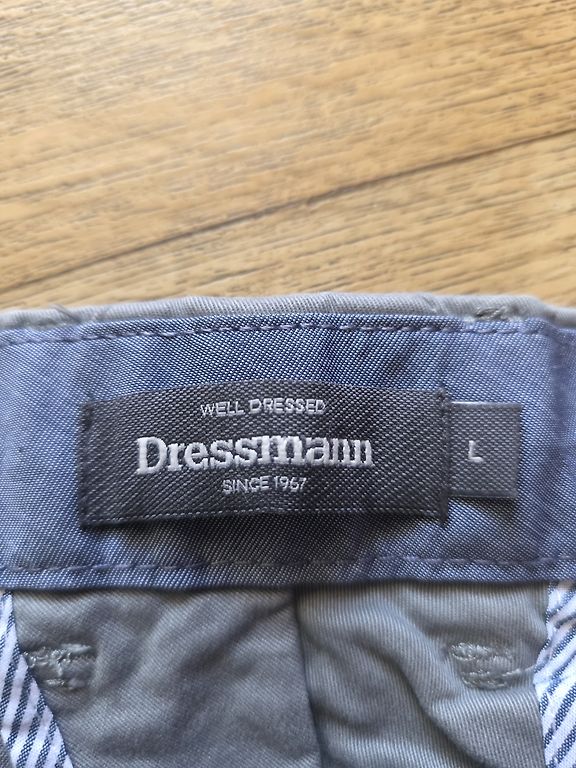 WELL DRESSED
Dressmann
SINCE 1967
L